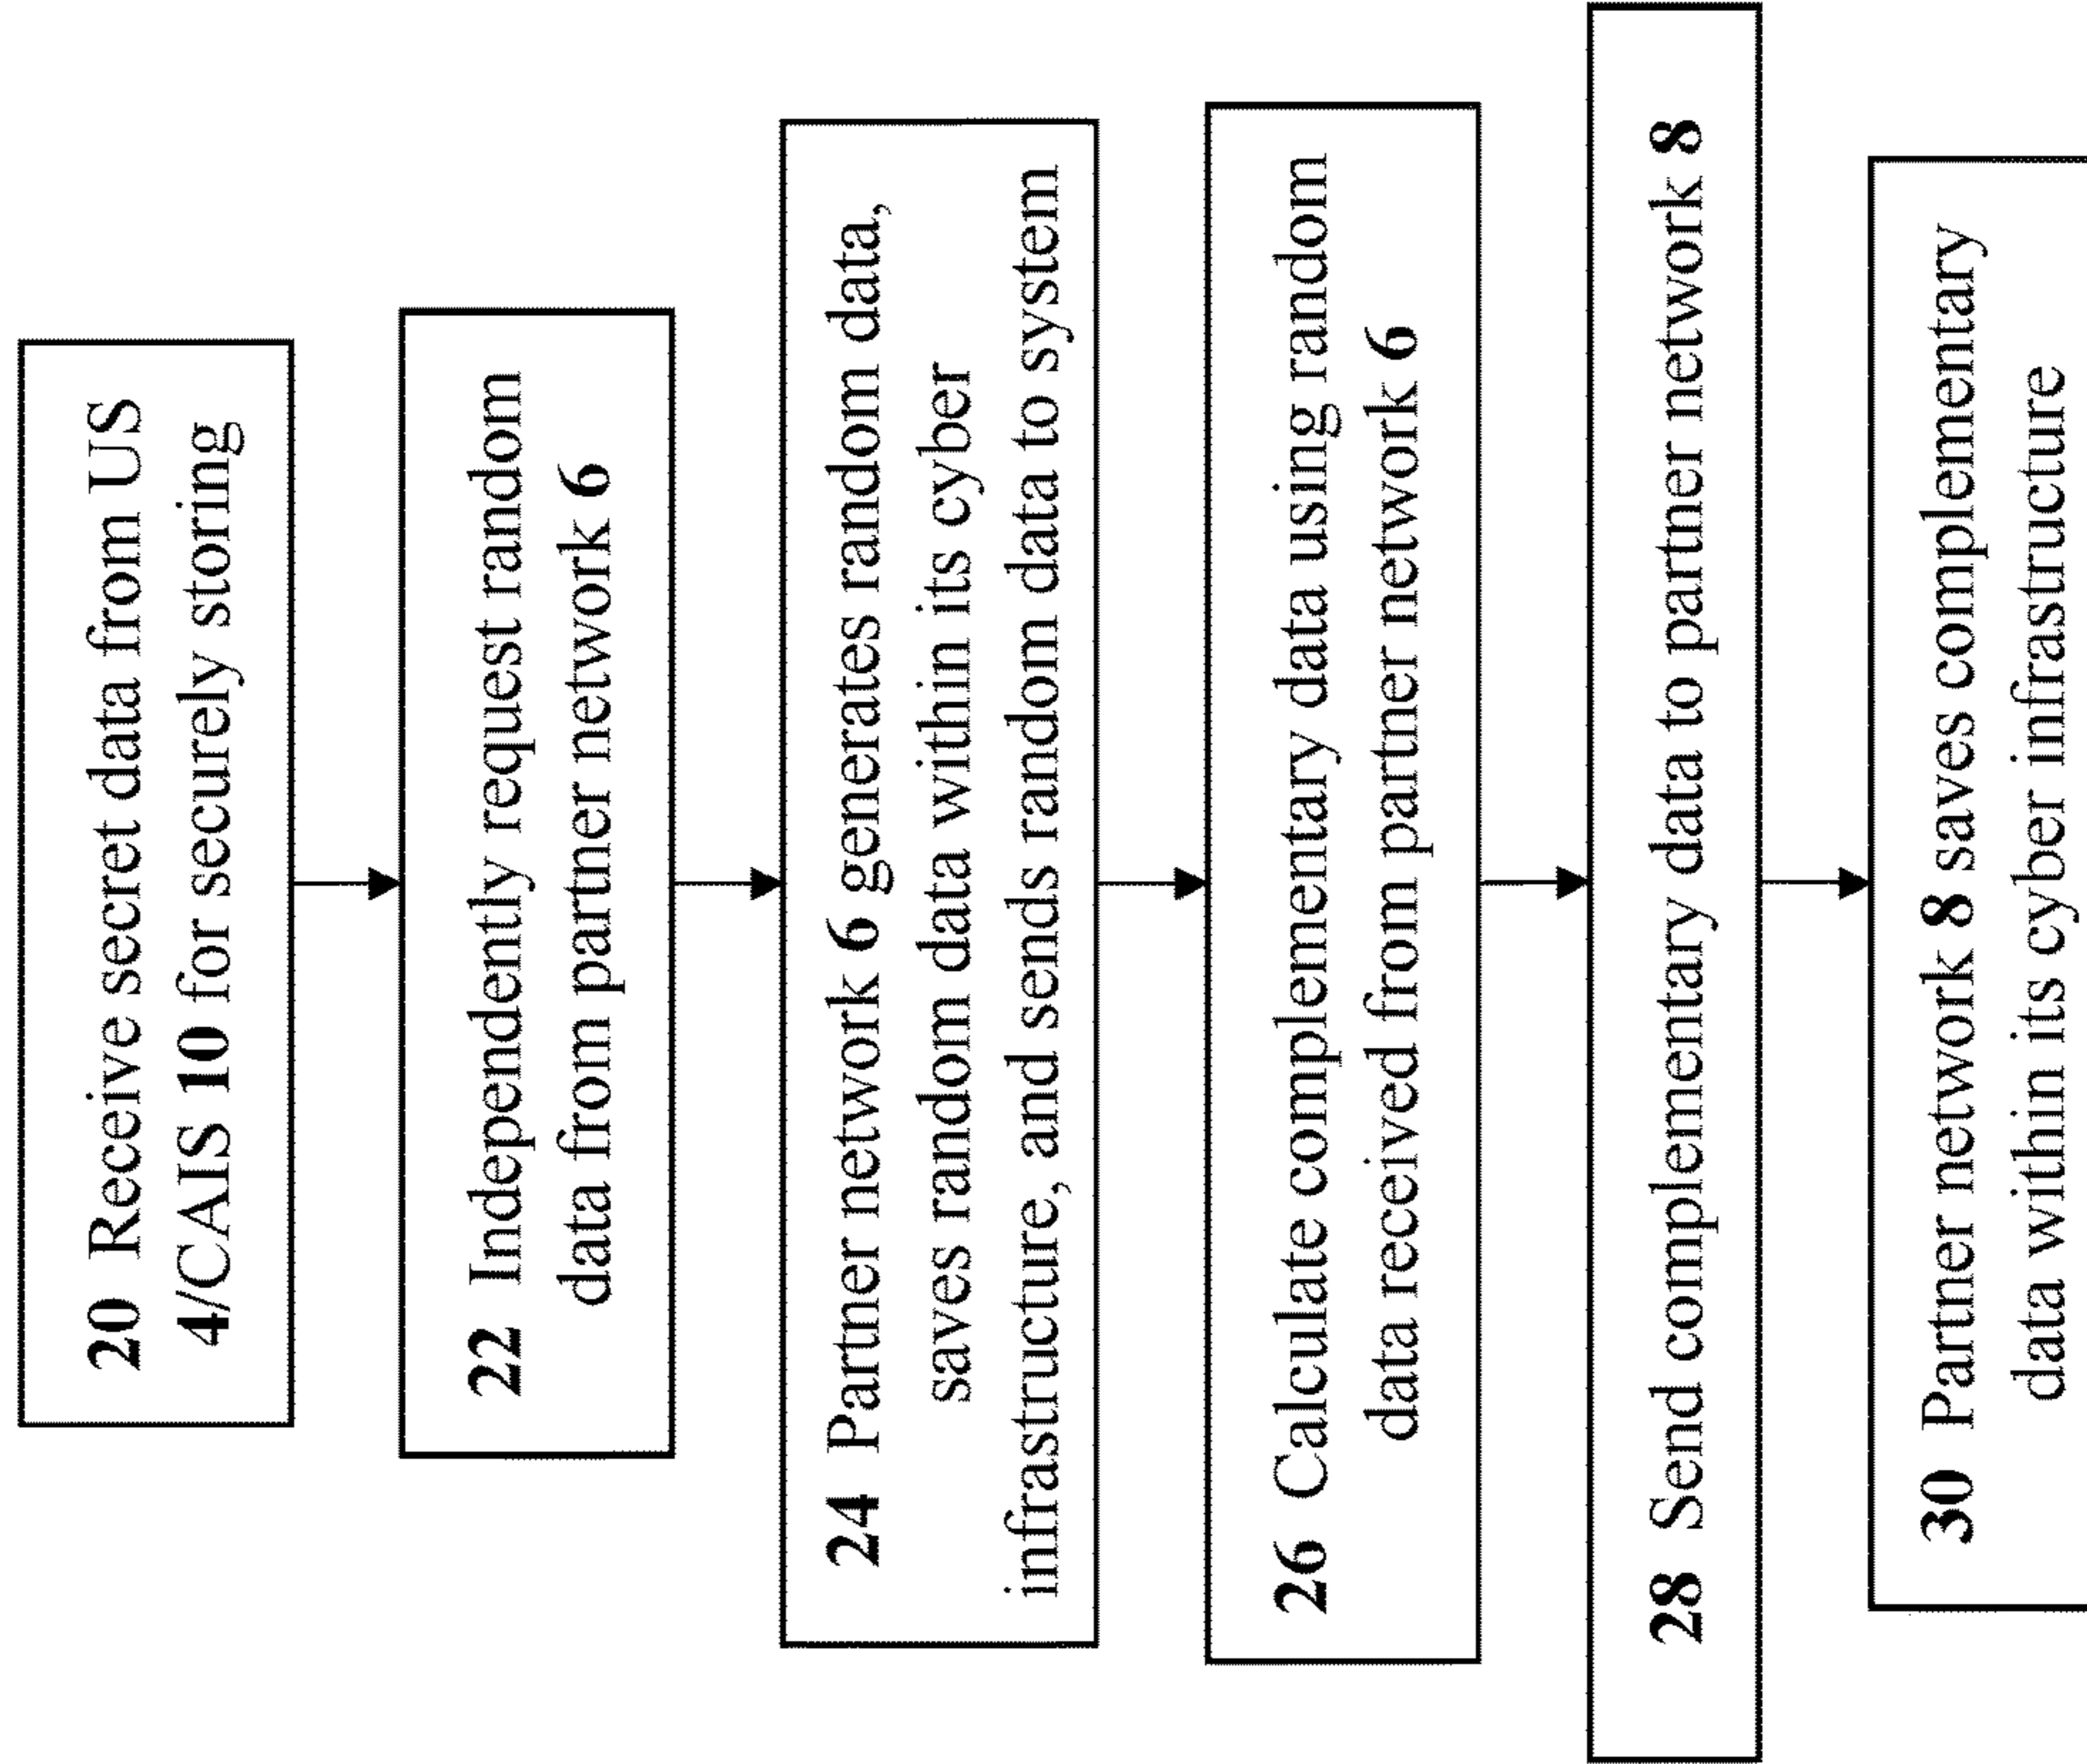 20 Receive secret data from US
4/CAIS 10 for securely storing
22 Independently request random
data from partner network 6
24 Partner network 6 generates random data,
saves random data within its cyber
infrastructure, and sends random data to system
26 Calculate complementary data using random
data received from partner network 6
28 Send complementary data to partner network 8
30 Partner network 8 saves complementary
data within its cyber infrastructure